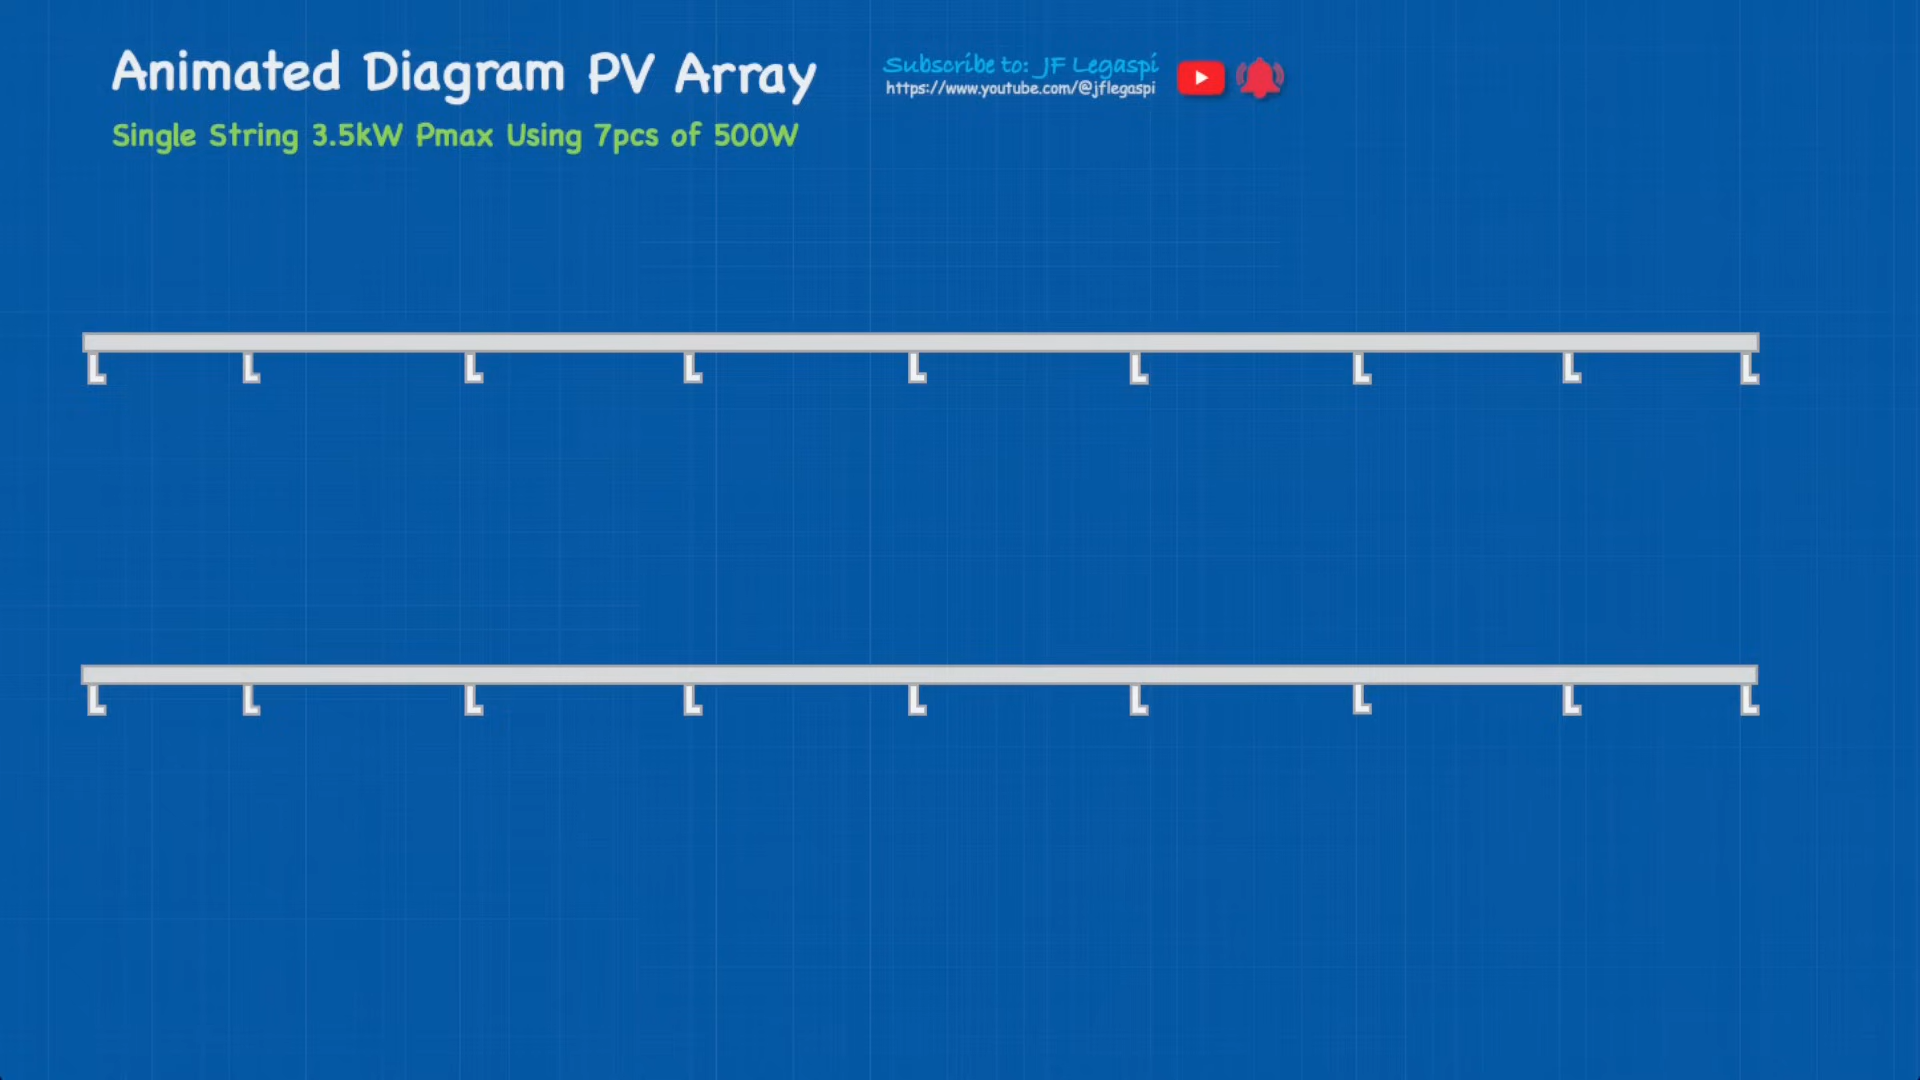 Animated Diagram PV Array
Subscribe to: JF Legaspi
https://www.youtube.com/@jflegaspi
Single String 3.5kW Pmax Using 7pcs of 500W